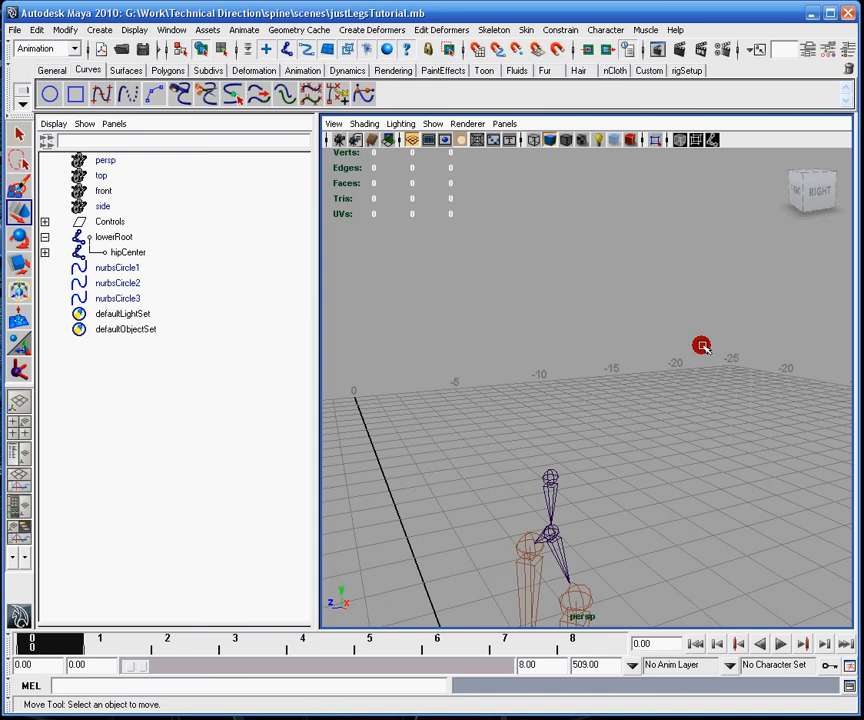 Autodesk Maya 2010: G:\Work\Technical Direction\spine\scenes\justLegsTutorial.mb
File Edit Modify Create Display Window Assets Animate Geometry Cache Create Deformers Edit Deformers Skeleton Skin Constrain Character Muscle Help
Animation
General Curves Surfaces Polygons Subdivs Deformation Animation Dynamics Rendering PaintEffects Toon Fluids Fur Hair nCloth Custom rigSetup
Display Show Panels
View Shading Lighting Show Renderer Panels
persp
top
front
side
Controls
lowerRoot
hipCenter
nurbsCircle1
nurbsCircle2
nurbsCircle3
defaultLightSet
defaultObjectSet
Verts: 0 0 0
Edges: 0 0 0
Faces: 0 0 0
Tris: 0 0 0
UVs: 0 0 0
RIGHT
0 -5 -10 -15 -20 -25 -20
y
z x
persp
0 1 2 3 4 5 6 7 8
0
0.00
0.00 0.00 8.00 509.00 No Anim Layer No Character Set
MEL
Move Tool: Select an object to move.